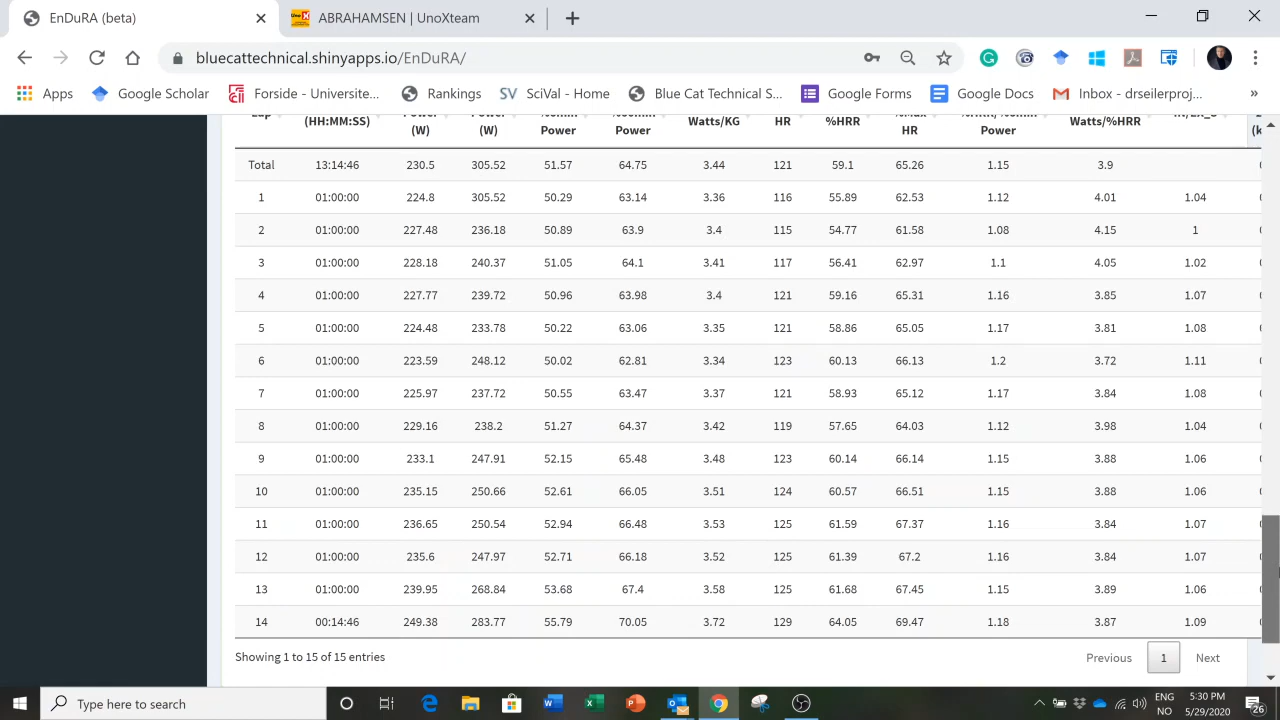 EnDuRA (beta)
ABRAHAMSEN | UnoXteam
bluecattechnical.shinyapps.io/EnDuRA/
Apps Google Scholar Forside - Universite... Rankings SciVal - Home Blue Cat Technical S... Google Forms Google Docs Inbox - drseilerproj... »
(HH:MM:SS) Power (W) Power (W) Power Power Watts/KG HR %HRR HR Power Watts/%HRR
Total 13:14:46 230.5 305.52 51.57 64.75 3.44 121 59.1 65.26 1.15 3.9
1 01:00:00 224.8 305.52 50.29 63.14 3.36 116 55.89 62.53 1.12 4.01 1.04
2 01:00:00 227.48 236.18 50.89 63.9 3.4 115 54.77 61.58 1.08 4.15 1
3 01:00:00 228.18 240.37 51.05 64.1 3.41 117 56.41 62.97 1.1 4.05 1.02
4 01:00:00 227.77 239.72 50.96 63.98 3.4 121 59.16 65.31 1.16 3.85 1.07
5 01:00:00 224.48 233.78 50.22 63.06 3.35 121 58.86 65.05 1.17 3.81 1.08
6 01:00:00 223.59 248.12 50.02 62.81 3.34 123 60.13 66.13 1.2 3.72 1.11
7 01:00:00 225.97 237.72 50.55 63.47 3.37 121 58.93 65.12 1.17 3.84 1.08
8 01:00:00 229.16 238.2 51.27 64.37 3.42 119 57.65 64.03 1.12 3.98 1.04
9 01:00:00 233.1 247.91 52.15 65.48 3.48 123 60.14 66.14 1.15 3.88 1.06
10 01:00:00 235.15 250.66 52.61 66.05 3.51 124 60.57 66.51 1.15 3.88 1.06
11 01:00:00 236.65 250.54 52.94 66.48 3.53 125 61.59 67.37 1.16 3.84 1.07
12 01:00:00 235.6 247.97 52.71 66.18 3.52 125 61.39 67.2 1.16 3.84 1.07
13 01:00:00 239.95 268.84 53.68 67.4 3.58 125 61.68 67.45 1.15 3.89 1.06
14 00:14:46 249.38 283.77 55.79 70.05 3.72 129 64.05 69.47 1.18 3.87 1.09
Showing 1 to 15 of 15 entries
Previous 1 Next
Type here to search
ENG 5:30 PM
NO 5/29/2020 26